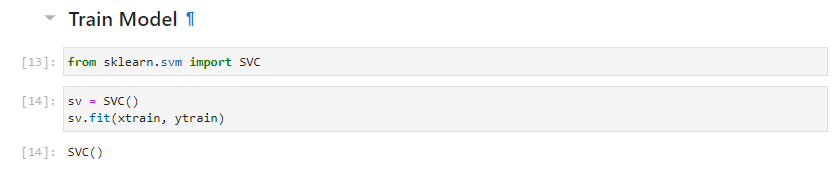 Train Model ¶
[13]: from sklearn.svm import SVC
[14]: sv = SVC()
sv.fit(xtrain, ytrain)
[14]: SVC()